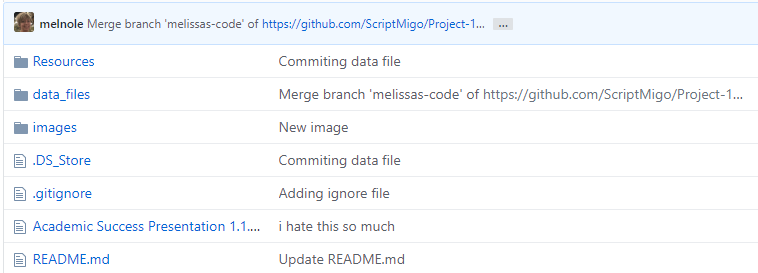 melnole Merge branch 'melissas-code' of https://github.com/ScriptMigo/Project-1... ...
Resources Commiting data file
data_files Merge branch 'melissas-code' of https://github.com/ScriptMigo/Project-1...
images New image
.DS_Store Commiting data file
.gitignore Adding ignore file
Academic Success Presentation 1.1.... i hate this so much
README.md Update README.md